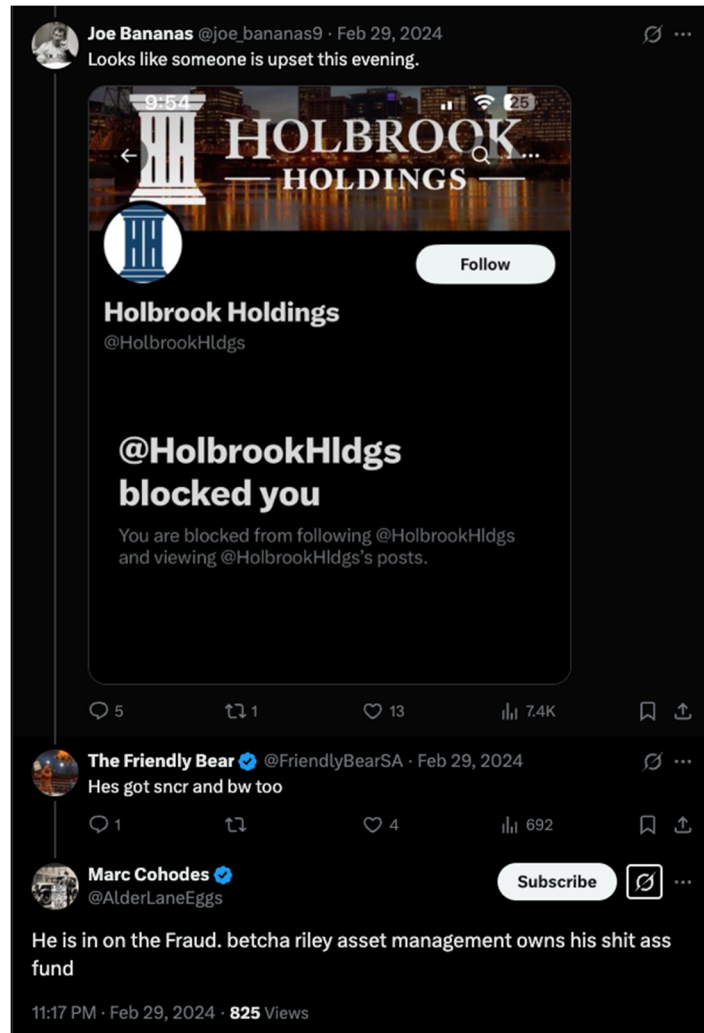 Joe Bananas @joe_bananas9 · Feb 29, 2024
Looks like someone is upset this evening.
9:54
25
HH HOLBROOK
HOLDINGS
HH
Follow
Holbrook Holdings
@HolbrookHldgs
@HolbrookHldgs
blocked you
You are blocked from following @HolbrookHldgs
and viewing @HolbrookHldgs's posts.
5 1 13 7.4K
The Friendly Bear @FriendlyBearSA · Feb 29, 2024
Hes got sncr and bw too
1 4 692
Marc Cohodes
@AlderLaneEggs
Subscribe
He is in on the Fraud. betcha riley asset management owns his shit ass
fund
11:17 PM · Feb 29, 2024 · 825 Views